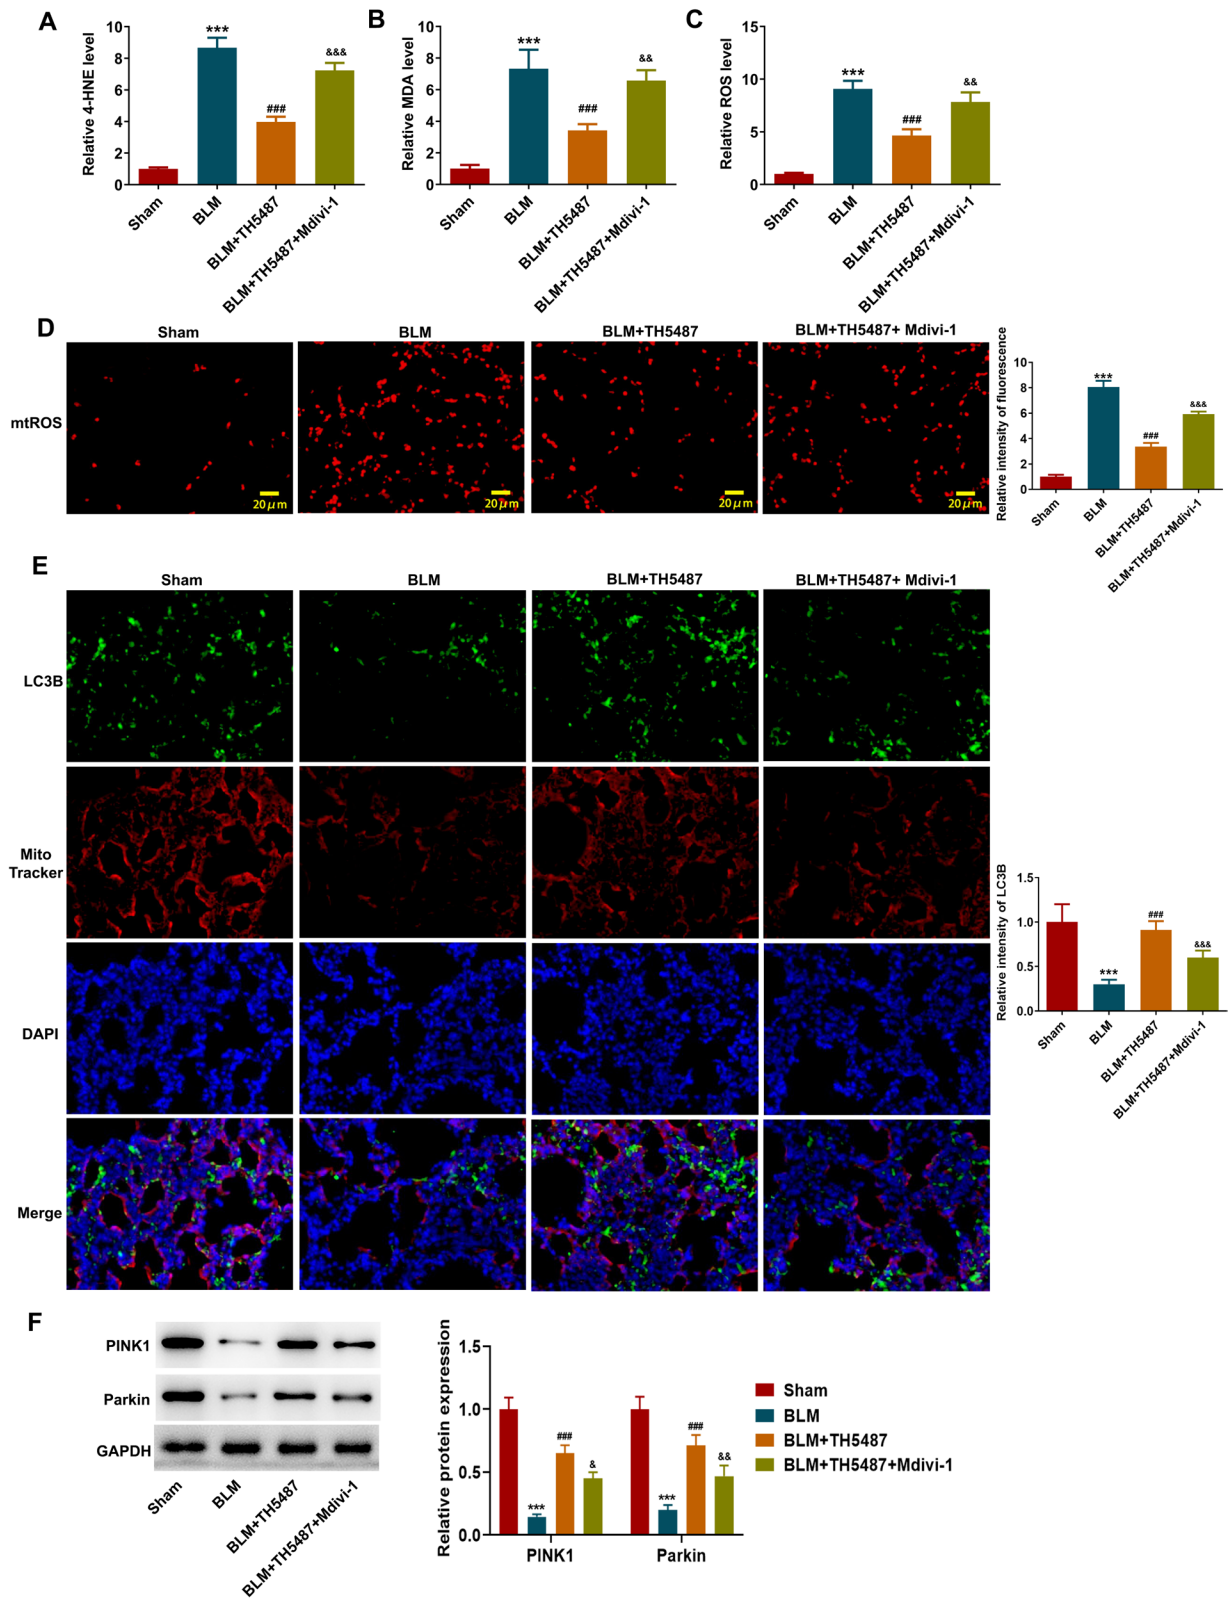 A
Relative 4-HNE level
10
8
6
4
2
0
***
###
&&&
Sham
BLM
BLM+TH5487
BLM+TH5487+Mdivi-1
B
Relative MDA level
10
8
6
4
2
0
***
###
&&
Sham
BLM
BLM+TH5487
BLM+TH5487+Mdivi-1
C
Relative ROS level
15
10
5
0
***
###
&&
Sham
BLM
BLM+TH5487
BLM+TH5487+Mdivi-1
D
Sham
BLM
BLM+TH5487
BLM+TH5487+ Mdivi-1
mtROS
20μm
20μm
20μm
20μm
Relative intensity of fluorescence
10
8
6
4
2
0
***
###
&&&
Sham
BLM
BLM+TH5487
BLM+TH5487+Mdivi-1
E
Sham
BLM
BLM+TH5487
BLM+TH5487+ Mdivi-1
LC3B
Mito
Tracker
DAPI
Merge
Relative intensity of LC3B
1.5
1.0
0.5
0.0
***
###
&&&
Sham
BLM
BLM+TH5487
BLM+TH5487+Mdivi-1
F
PINK1
Parkin
GAPDH
Sham
BLM
BLM+TH5487
BLM+TH5487+Mdivi-1
Relative protein expression
1.5
1.0
0.5
0.0
***
###
&
***
###
&&
PINK1
Parkin
Sham
BLM
BLM+TH5487
BLM+TH5487+Mdivi-1